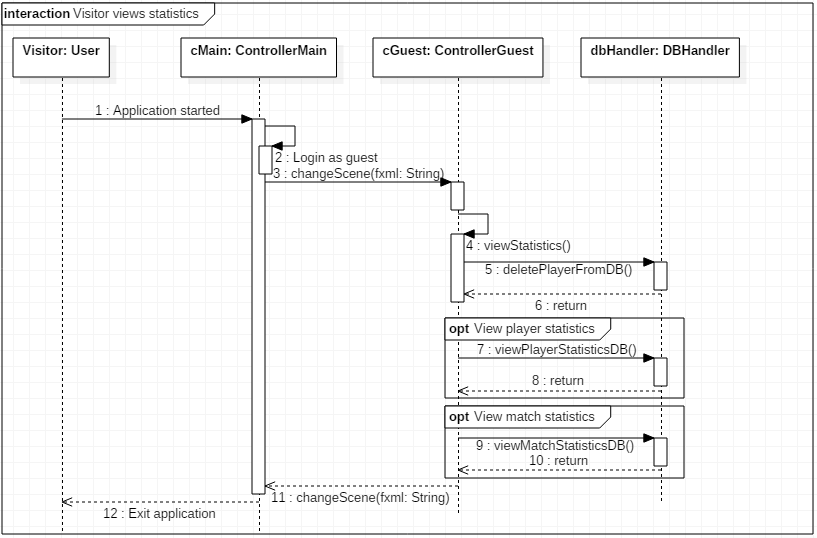 interaction Visitor views statistics
Visitor: User
cMain: ControllerMain
cGuest: ControllerGuest
dbHandler: DBHandler
1 : Application started
2 : Login as guest
3 : changeScene(fxml: String)
4 : viewStatistics()
5 : deletePlayerFromDB()
6 : return
opt View player statistics
7 : viewPlayerStatisticsDB()
8 : return
opt View match statistics
9 : viewMatchStatisticsDB()
10 : return
11 : changeScene(fxml: String)
12 : Exit application